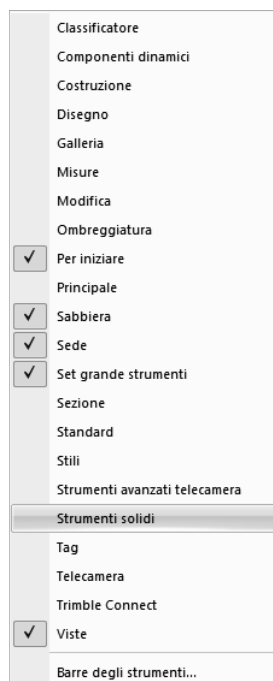 Classificatore
Componenti dinamici
Costruzione
Disegno
Galleria
Misure
Modifica
Ombreggiatura
Per iniziare
Principale
Sabbiera
Sede
Set grande strumenti
Sezione
Standard
Stili
Strumenti avanzati telecamera
Strumenti solidi
Tag
Telecamera
Trimble Connect
Viste
Barre degli strumenti...